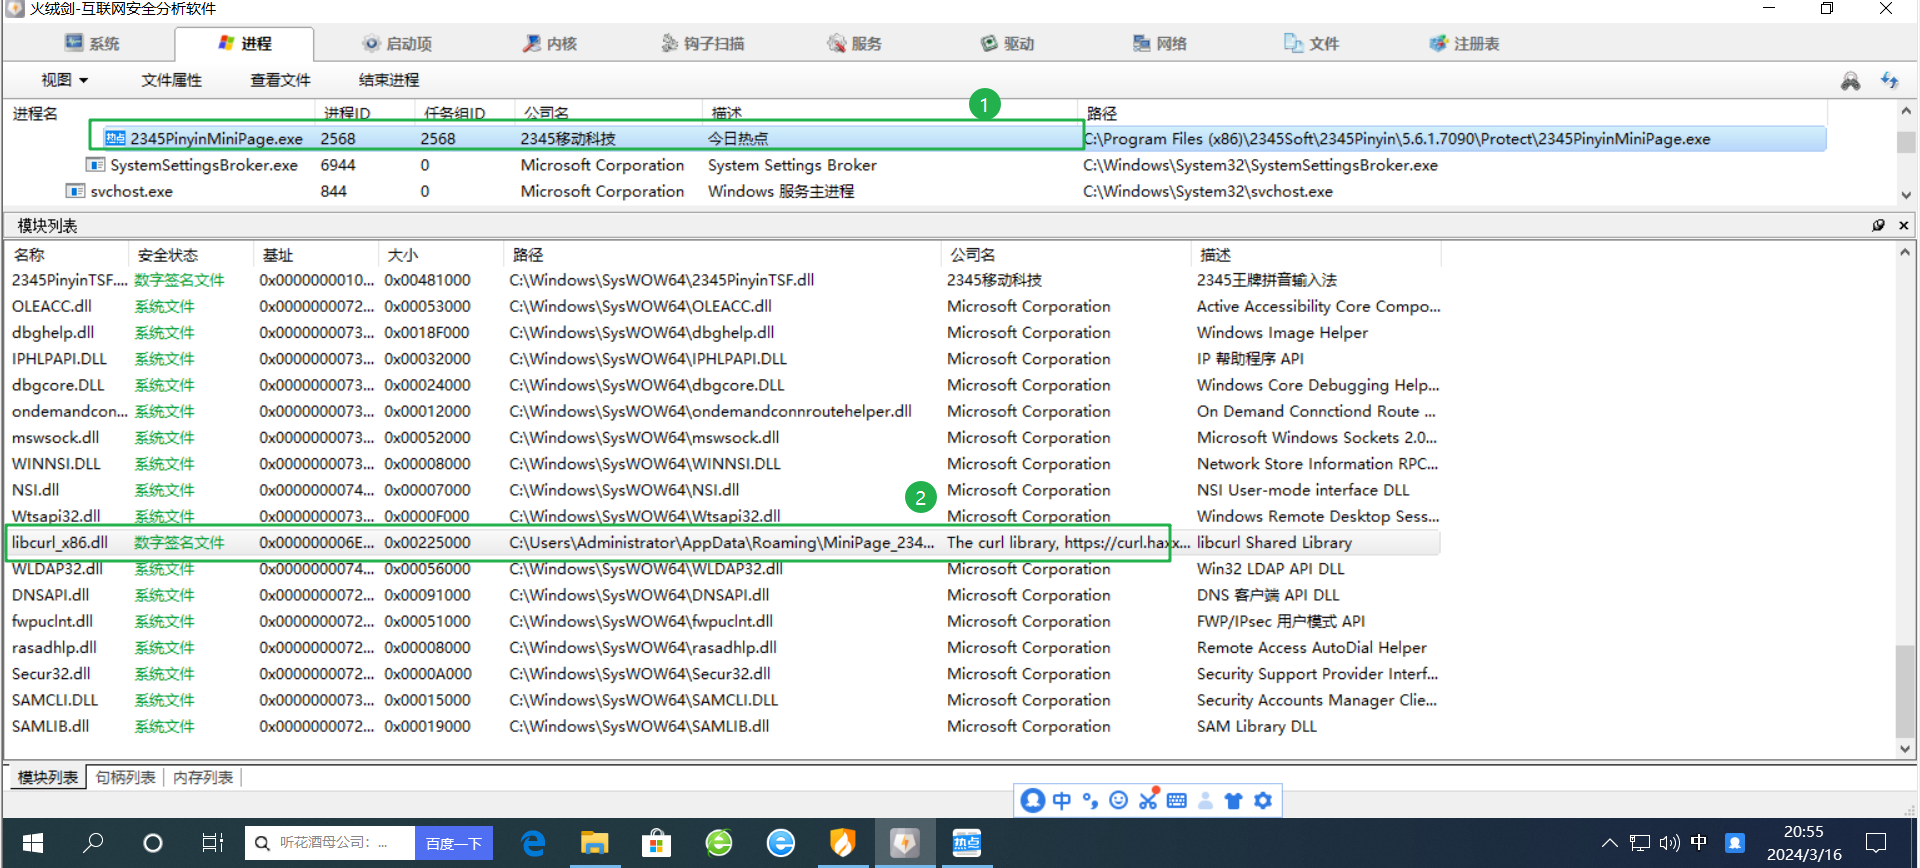 火绒剑-互联网安全分析软件
系统 进程 启动项 内核 钩子扫描 服务 驱动 网络 文件 注册表
视图 文件属性 查看文件 结束进程
进程名 进程ID 任务组ID 公司名 描述 路径
1
热点 2345PinyinMiniPage.exe 2568 2568 2345移动科技 今日热点 C:\Program Files (x86)\2345Soft\2345Pinyin\5.6.1.7090\Protect\2345PinyinMiniPage.exe
SystemSettingsBroker.exe 6944 0 Microsoft Corporation System Settings Broker C:\Windows\System32\SystemSettingsBroker.exe
svchost.exe 844 0 Microsoft Corporation Windows 服务主进程 C:\Windows\System32\svchost.exe
模块列表
名称 安全状态 基址 大小 路径 公司名 描述
2345PinyinTSF.... 数字签名文件 0x0000000010... 0x00481000 C:\Windows\SysWOW64\2345PinyinTSF.dll 2345移动科技 2345王牌拼音输入法
OLEACC.dll 系统文件 0x0000000072... 0x00053000 C:\Windows\SysWOW64\OLEACC.dll Microsoft Corporation Active Accessibility Core Compo...
dbghelp.dll 系统文件 0x0000000072... 0x0018F000 C:\Windows\SysWOW64\dbghelp.dll Microsoft Corporation Windows Image Helper
IPHLPAPI.DLL 系统文件 0x0000000073... 0x00032000 C:\Windows\SysWOW64\IPHLPAPI.DLL Microsoft Corporation IP 帮助程序 API
dbgcore.DLL 系统文件 0x0000000073... 0x00024000 C:\Windows\SysWOW64\dbgcore.DLL Microsoft Corporation Windows Core Debugging Help...
ondemandcon... 系统文件 0x0000000073... 0x00012000 C:\Windows\SysWOW64\ondemandconnroutehelper.dll Microsoft Corporation On Demand Connctiond Route ...
mswsock.dll 系统文件 0x0000000073... 0x00052000 C:\Windows\SysWOW64\mswsock.dll Microsoft Corporation Microsoft Windows Sockets 2.0...
WINNSI.DLL 系统文件 0x0000000073... 0x00008000 C:\Windows\SysWOW64\WINNSI.DLL Microsoft Corporation Network Store Information RPC...
NSI.dll 系统文件 0x0000000074... 0x00007000 C:\Windows\SysWOW64\NSI.dll Microsoft Corporation NSI User-mode interface DLL
2
Wtsapi32.dll 系统文件 0x0000000073... 0x0000F000 C:\Windows\SysWOW64\Wtsapi32.dll Microsoft Corporation Windows Remote Desktop Sess...
libcurl_x86.dll 数字签名文件 0x000000006E... 0x00225000 C:\Users\Administrator\AppData\Roaming\MiniPage_234... The curl library, https://curl.haxx... libcurl Shared Library
WLDAP32.dll 系统文件 0x0000000074... 0x00056000 C:\Windows\SysWOW64\WLDAP32.dll Microsoft Corporation Win32 LDAP API DLL
DNSAPI.dll 系统文件 0x0000000072... 0x00091000 C:\Windows\SysWOW64\DNSAPI.dll Microsoft Corporation DNS 客户端 API DLL
fwpuclnt.dll 系统文件 0x0000000072... 0x00051000 C:\Windows\SysWOW64\fwpuclnt.dll Microsoft Corporation FWP/IPsec 用户模式 API
rasadhlp.dll 系统文件 0x0000000072... 0x00008000 C:\Windows\SysWOW64\rasadhlp.dll Microsoft Corporation Remote Access AutoDial Helper
Secur32.dll 系统文件 0x0000000072... 0x0000A000 C:\Windows\SysWOW64\Secur32.dll Microsoft Corporation Security Support Provider Interf...
SAMCLI.DLL 系统文件 0x0000000073... 0x00015000 C:\Windows\SysWOW64\SAMCLI.DLL Microsoft Corporation Security Accounts Manager Clie...
SAMLIB.dll 系统文件 0x0000000072... 0x00019000 C:\Windows\SysWOW64\SAMLIB.dll Microsoft Corporation SAM Library DLL
模块列表 句柄列表 内存列表
中
听花酒母公司：... 百度一下 热点 中 20:55
2024/3/16